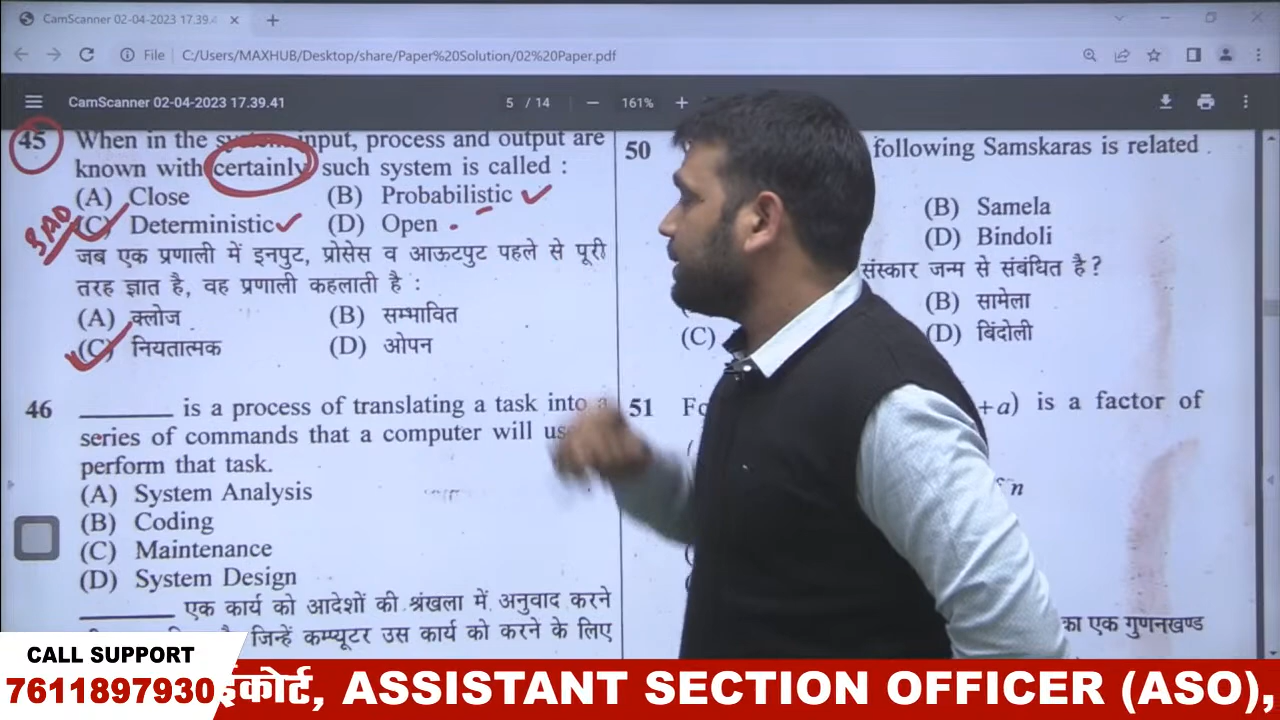 CamScanner 02-04-2023 17.39.4
File C:/Users/MAXHUB/Desktop/share/Paper%20Solution/02%20Paper.pdf
CamScanner 02-04-2023 17.39.41
5 / 14
161%
45 When in the input, process and output are
known with certainly such system is called :
(A) Close (B) Probabilistic
(C) Deterministic (D) Open
जब एक प्रणाली में इनपुट, प्रोसेस व आऊटपुट पहले से पूरी
तरह ज्ञात है, वह प्रणाली कहलाती है :
(A) क्लोज (B) सम्भावित
(C) नियतात्मक (D) ओपन
46 ________ is a process of translating a task into a
series of commands that a computer will
perform that task.
(A) System Analysis
(B) Coding
(C) Maintenance
(D) System Design
________ एक कार्य को आदेशों की श्रंखला में अनुवाद करने
जिन्हें कम्प्यूटर उस कार्य को करने के लिए
50 following Samskaras is related
(B) Samela
(D) Bindoli
संस्कार जन्म से संबंधित है ?
(B) सामेला
(C) (D) बिंदोली
51 +a) is a factor of
n
का एक गुणनखण्ड
CALL SUPPORT
7611897930
ईकोर्ट, ASSISTANT SECTION OFFICER (ASO),